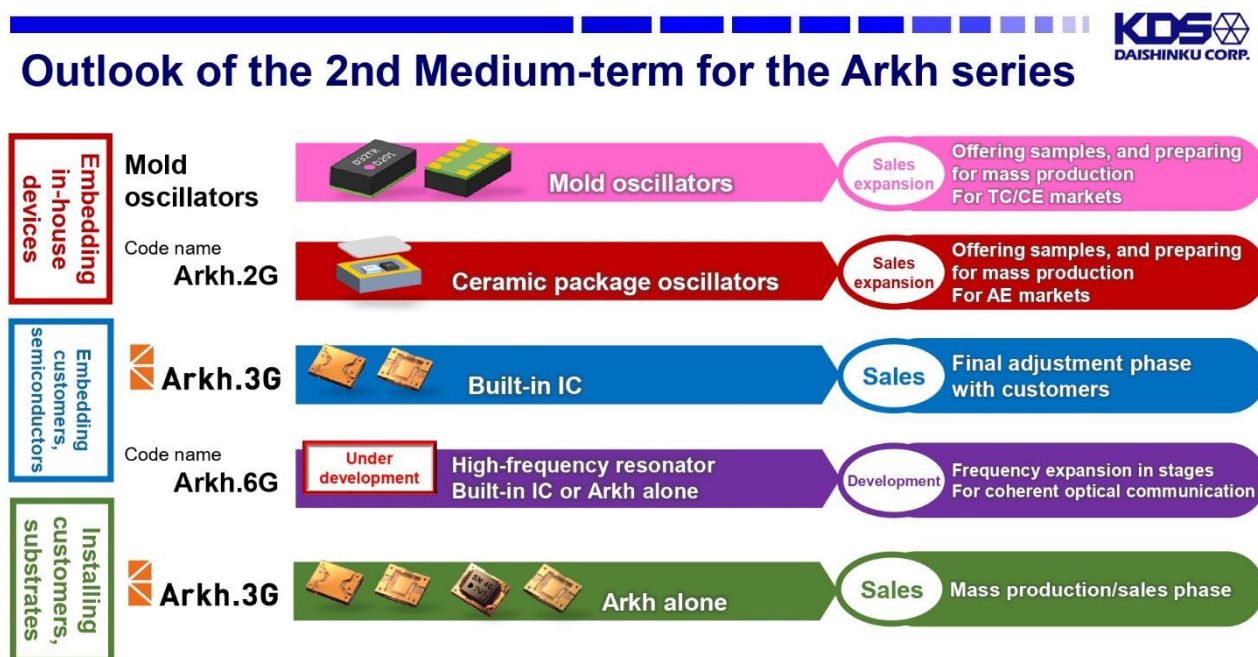 KDS
DAISHINKU CORP.
Outlook of the 2nd Medium-term for the Arkh series
Embedding
in-house
devices
Mold
oscillators
D32TR
D201
Mold oscillators
Sales
expansion
Offering samples, and preparing
for mass production
For TC/CE markets
Code name
Arkh.2G
Ceramic package oscillators
Sales
expansion
Offering samples, and preparing
for mass production
For AE markets
Embedding
customers,
semiconductors
Arkh.3G
Built-in IC
Sales
Final adjustment phase
with customers
Code name
Arkh.6G
Under
development
High-frequency resonator
Built-in IC or Arkh alone
Development
Frequency expansion in stages
For coherent optical communication
Installing
customers,
substrates
Arkh.3G
Arkh alone
Sales
Mass production/sales phase